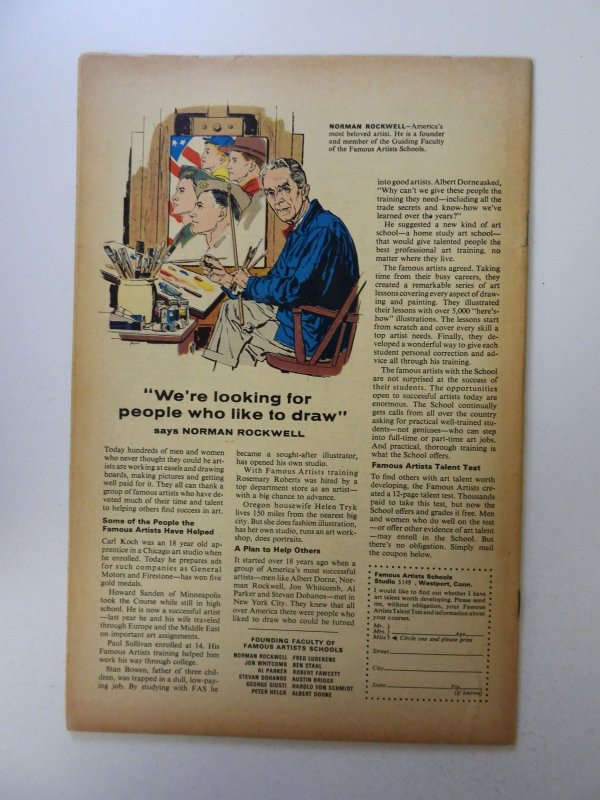 NORMAN ROCKWELL—America's
most beloved artist. He is a founder
and member of the Guiding Faculty
of the Famous Artists Schools.
"We're looking for
people who like to draw"
says NORMAN ROCKWELL
Today hundreds of men and women
who never thought they could be art-
ists are working at easels and drawing
boards, making pictures and getting
well paid for it. They all can thank a
group of famous artists who have de-
voted much of their time and talent
to helping others find success in art.
Some of the People the
Famous Artists Have Helped
Carl Koch was an 18 year old ap-
prentice in a Chicago art studio when
he enrolled. Today he prepares ads
for such companies as General
Motors and Firestone—has won five
gold medals.
Howard Sanden of Minneapolis
took the Course while still in high
school. He is now a successful artist
—last year he and his wife traveled
through Europe and the Middle East
on important art assignments.
Paul Sullivan enrolled at 14. His
Famous Artists training helped him
work his way through college.
Stan Bowen, father of three chil-
dren, was trapped in a dull, low-pay-
ing job. By studying with FAS he
became a sought-after illustrator,
has opened his own studio.
With Famous Artists training
Rosemary Roberts was hired by a
top department store as an artist—
with a big chance to advance.
Oregon housewife Helen Tryk
lives 150 miles from the nearest big
city. But she does fashion illustration,
has her own studio, runs an art work-
shop, does portraits.
A Plan to Help Others
It started over 18 years ago when a
group of America's most successful
artists—men like Albert Dorne, Nor-
man Rockwell, Jon Whitcomb, Al
Parker and Stevan Dohanos—met in
New York City. They knew that all
over America there were people who
liked to draw who could be turned
into good artists. Albert Dorne asked,
"Why can't we give these people the
training they need—including all the
trade secrets and know-how we've
learned over the years?"
He suggested a new kind of art
school—a home study art school—
that would give talented people the
best professional art training, no
matter where they live.
The famous artists agreed. Taking
time from their busy careers, they
created a remarkable series of art
lessons covering every aspect of draw-
ing and painting. They illustrated
their lessons with over 5,000 "here's-
how" illustrations. The lessons start
from scratch and cover every skill a
top artist needs. Finally, they de-
veloped a wonderful way to give each
student personal correction and ad-
vice all through his training.
The famous artists with the School
are not surprised at the success of
their students. The opportunities
open to successful artists today are
enormous. The School continually
gets calls from all over the country
asking for practical well-trained stu-
dents—not geniuses—who can step
into full-time or part-time art jobs.
And practical, thorough training is
what the School offers.
Famous Artists Talent Test
To find others with art talent worth
developing, the Famous Artists cre-
ated a 12-page talent test. Thousands
paid to take this test, but now the
School offers and grades it free. Men
and women who do well on the test
—or offer other evidence of art talent
—may enroll in the School. But
there's no obligation. Simply mail
the coupon below.
FOUNDING FACULTY OF
FAMOUS ARTISTS SCHOOLS
NORMAN ROCKWELL FRED LUDEKENS
JON WHITCOMB BEN STAHL
AL PARKER ROBERT FAWCETT
STEVAN DOHANOS AUSTIN BRIGGS
GEORGE GIUSTI HAROLD VON SCHMIDT
PETER HELCK ALBERT DORNE
Famous Artists Schools
Studio 5149, Westport, Conn.
I would like to find out whether I have
art talent worth developing. Please send
me, without obligation, your Famous
Artists Talent Test and information about
your courses.
Mr.
Mrs. Age
Miss Circle one and please print
Street
City
State Zip
(if known)